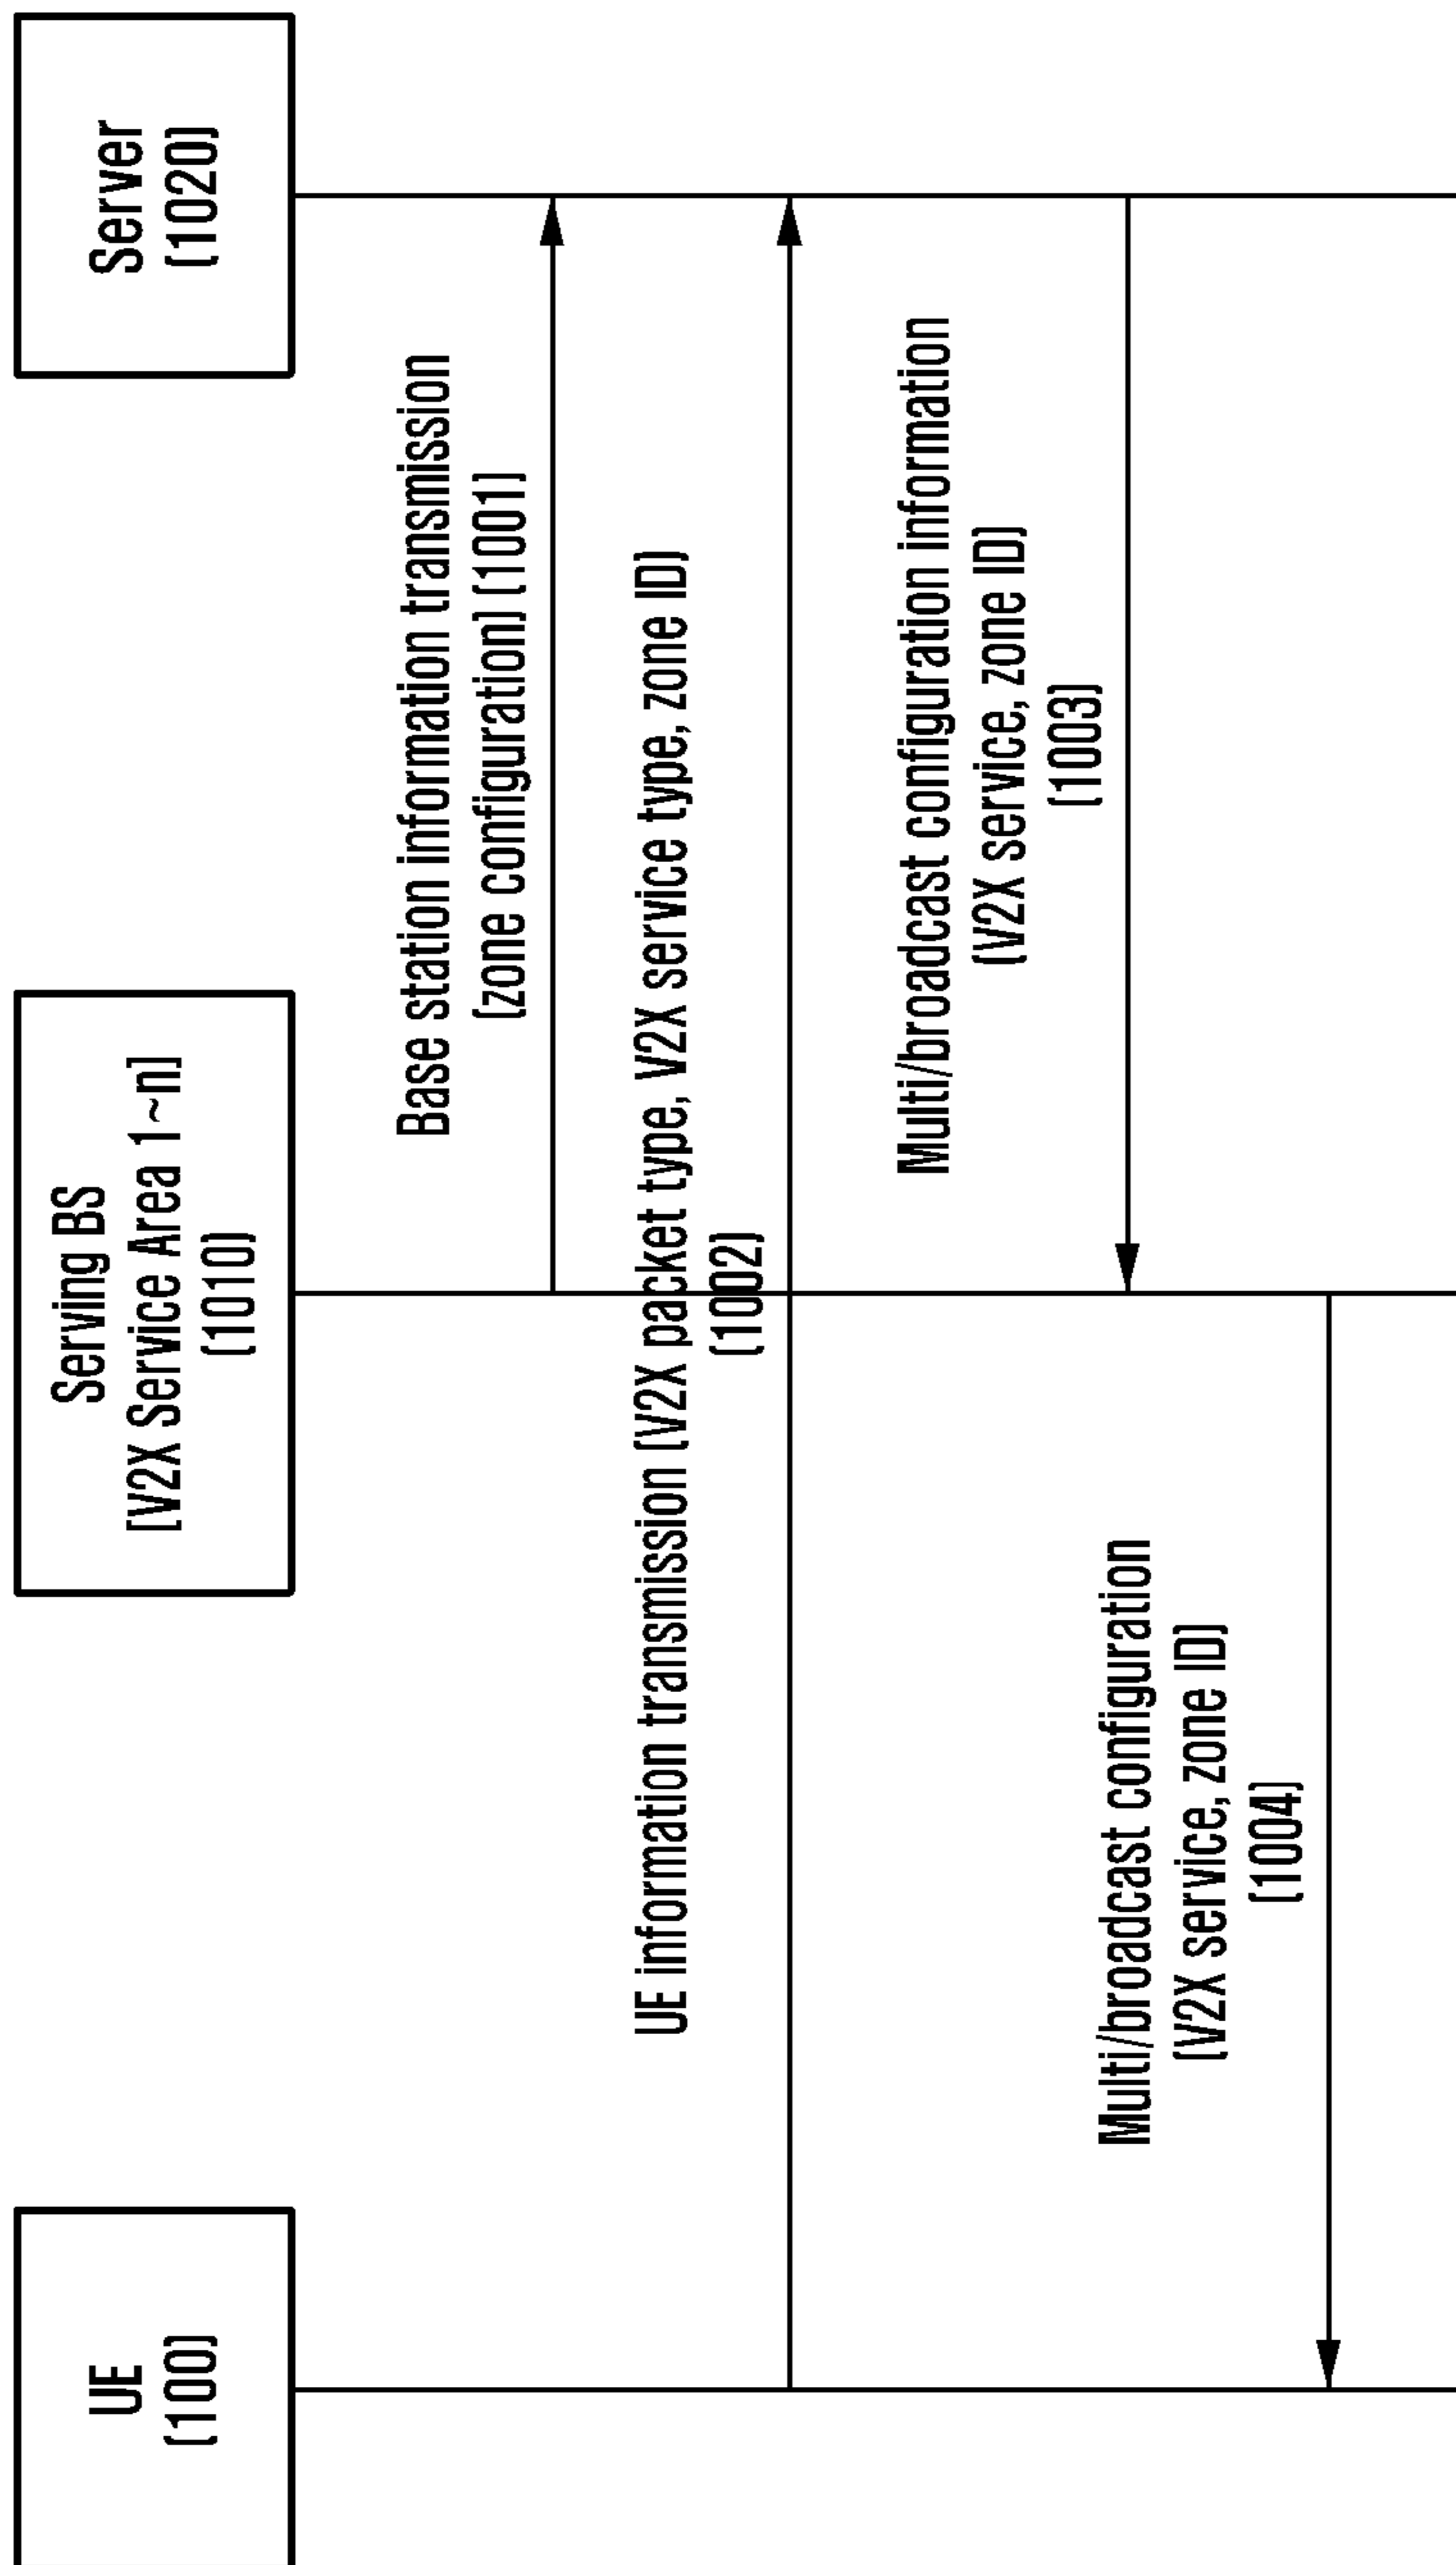 UE
(100)
Serving BS
(V2X Service Area 1~n)
(1010)
Server
(1020)
Base station information transmission
(zone configuration) (1001)
UE information transmission (V2X packet type, V2X service type, zone ID)
(1002)
Multi/broadcast configuration information
(V2X service, zone ID)
(1003)
Multi/broadcast configuration
(V2X service, zone ID)
(1004)